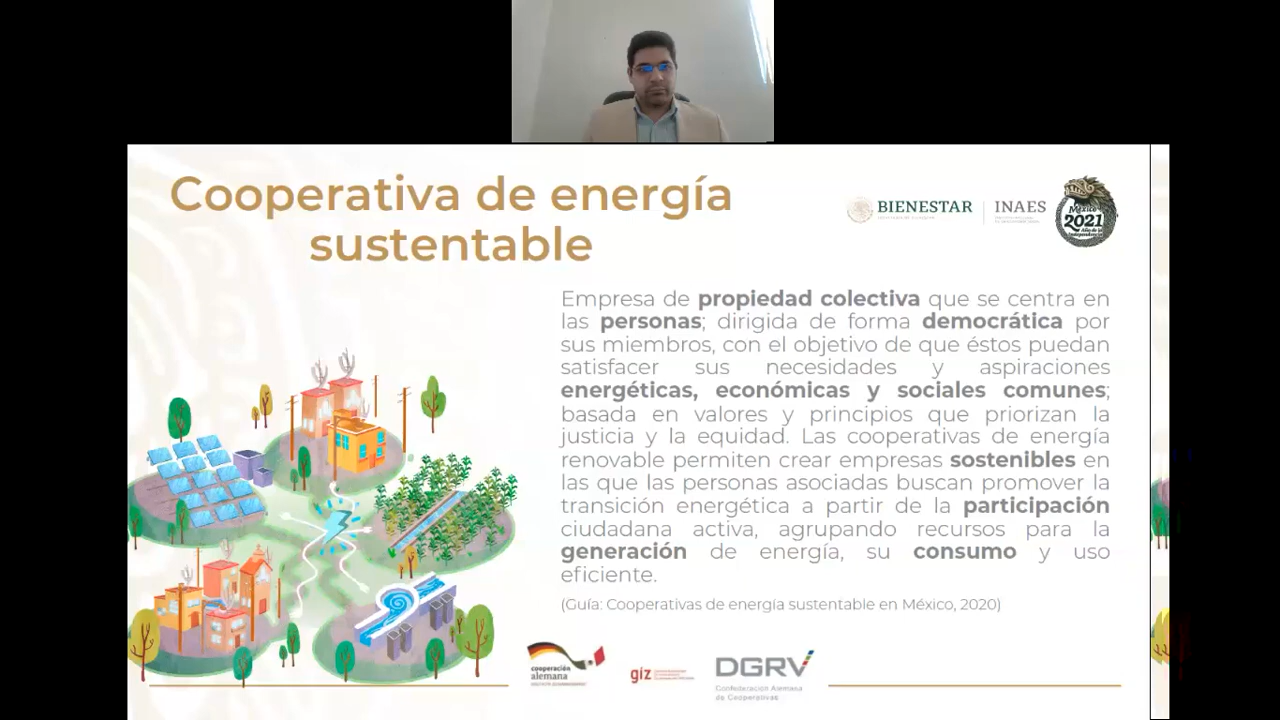 Cooperativa de energía
sustentable
BIENESTAR
INAES
México
2021
Año de la
Independencia
Empresa de propiedad colectiva que se centra en
las personas; dirigida de forma democrática por
sus miembros, con el objetivo de que éstos puedan
satisfacer sus necesidades y aspiraciones
energéticas, económicas y sociales comunes;
basada en valores y principios que priorizan la
justicia y la equidad. Las cooperativas de energía
renovable permiten crear empresas sostenibles en
las que las personas asociadas buscan promover la
transición energética a partir de la participación
ciudadana activa, agrupando recursos para la
generación de energía, su consumo y uso
eficiente.
(Guía: Cooperativas de energía sustentable en México, 2020)
cooperación
alemana
giz
DGRV
Confederación Alemana
de Cooperativas